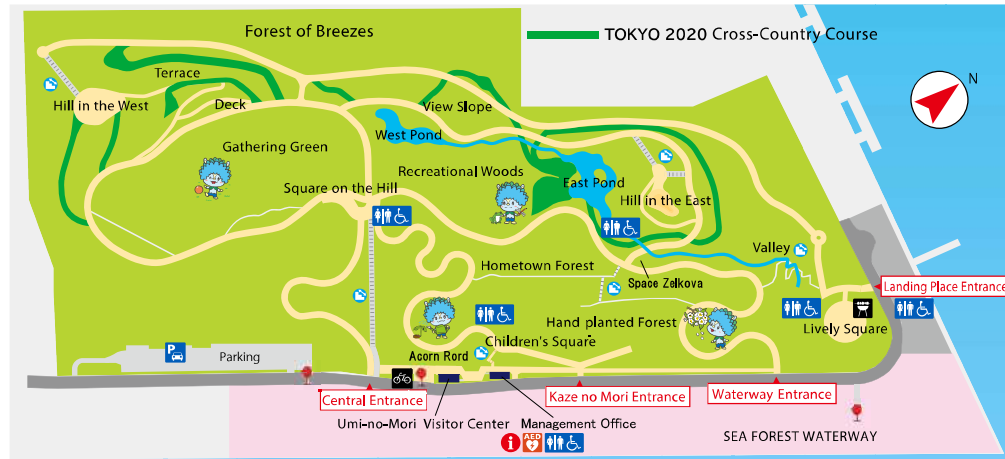 Forest of Breezes
TOKYO 2020 Cross-Country Course
N
Terrace
Hill in the West
Deck
View Slope
West Pond
Gathering Green
Recreational Woods
Square on the Hill
East Pond
Hill in the East
Valley
Hometown Forest
Space Zelkova
Landing Place Entrance
Hand planted Forest
Lively Square
Children's Square
P
Parking
Acorn Rord
Central Entrance
Kaze no Mori Entrance
Waterway Entrance
Umi-no-Mori Visitor Center
Management Office
i
AED
SEA FOREST WATERWAY